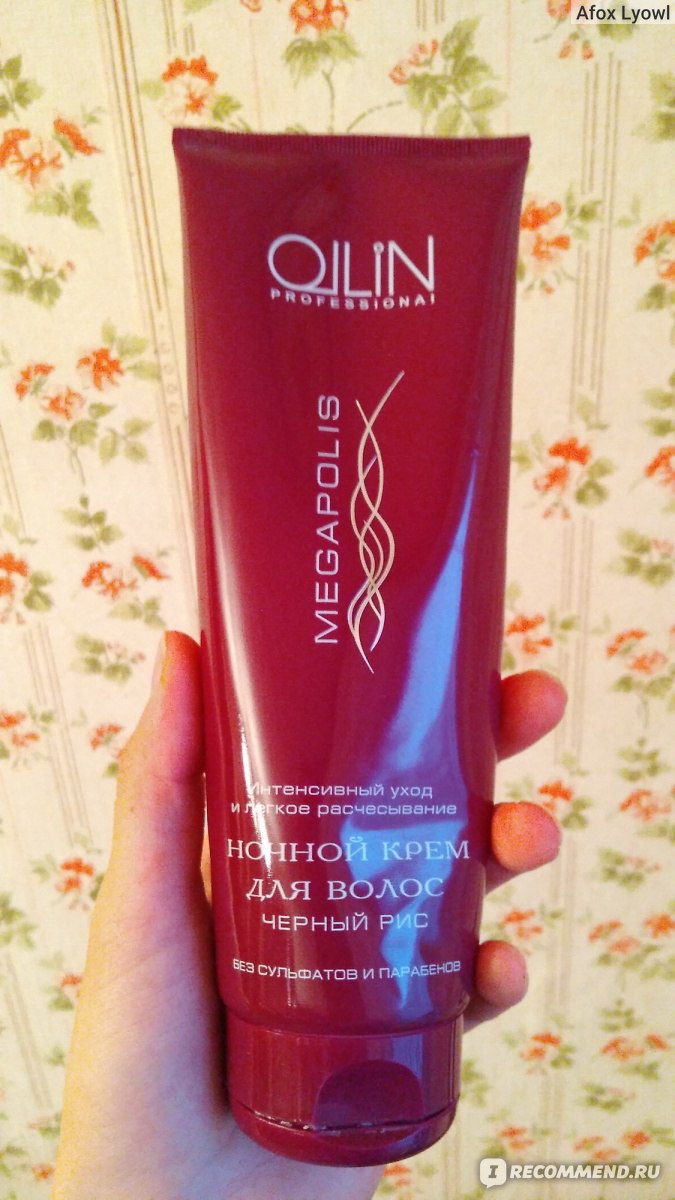 Afox Lyowl
OLLIN
PROFESSIONAL
MEGAPOLIS
Интенсивный уход
и легкое расчесывание
НОЧНОЙ КРЕМ
ДЛЯ ВОЛОС
ЧЕРНЫЙ РИС
БЕЗ СУЛЬФАТОВ И ПАРАБЕНОВ
IRECOMMEND.RU